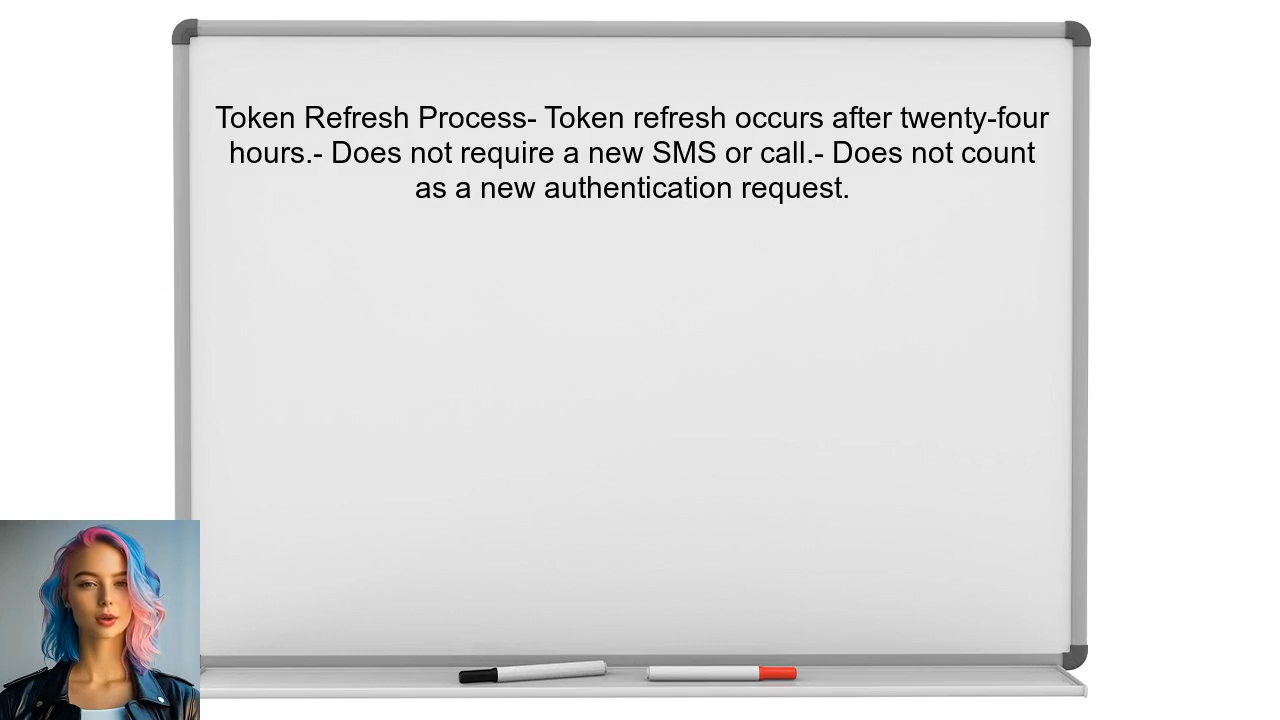 Token Refresh Process- Token refresh occurs after twenty-four
hours.- Does not require a new SMS or call.- Does not count
as a new authentication request.